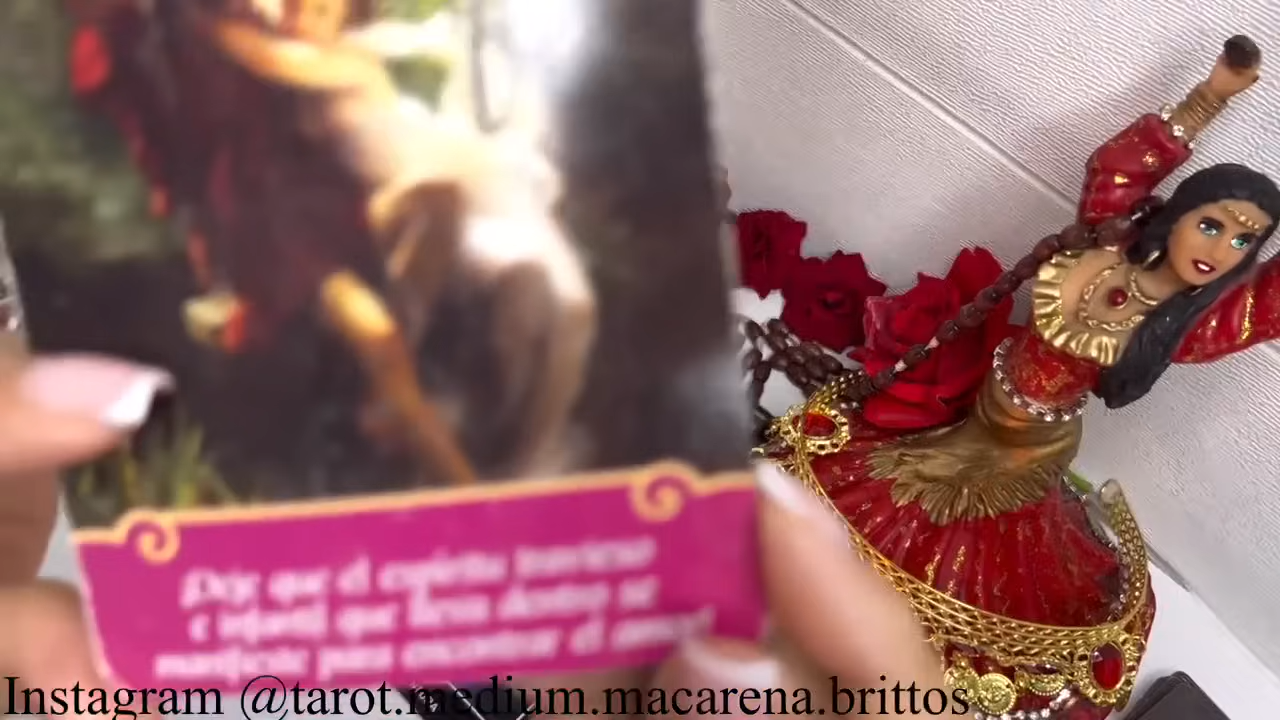 ¡Deje que el espíritu travieso
e infantil que lleva dentro se
manifieste para encontrar el amor!
Instagram @tarot.medium.macarena.brittos